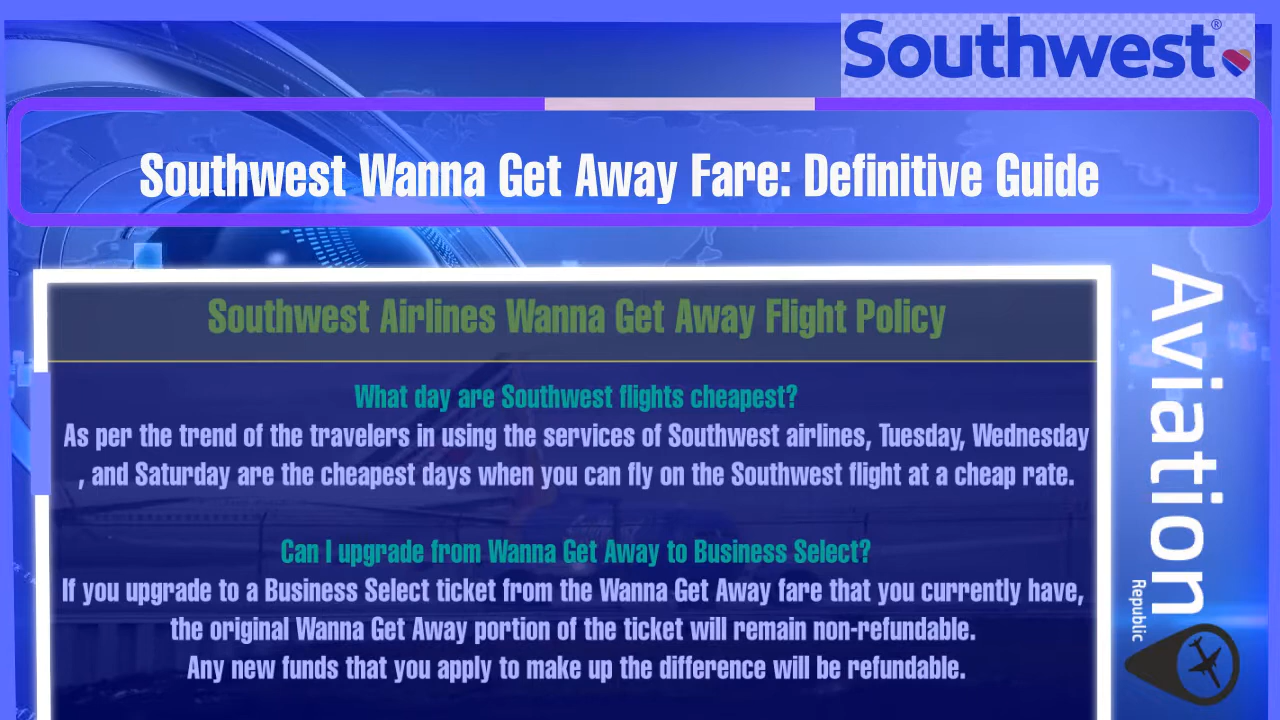 Southwest®
Southwest Wanna Get Away Fare: Definitive Guide
Southwest Airlines Wanna Get Away Flight Policy
What day are Southwest flights cheapest?
As per the trend of the travelers in using the services of Southwest airlines, Tuesday, Wednesday
, and Saturday are the cheapest days when you can fly on the Southwest flight at a cheap rate.
Can I upgrade from Wanna Get Away to Business Select?
If you upgrade to a Business Select ticket from the Wanna Get Away fare that you currently have,
the original Wanna Get Away portion of the ticket will remain non-refundable.
Any new funds that you apply to make up the difference will be refundable.
Aviation
Republic